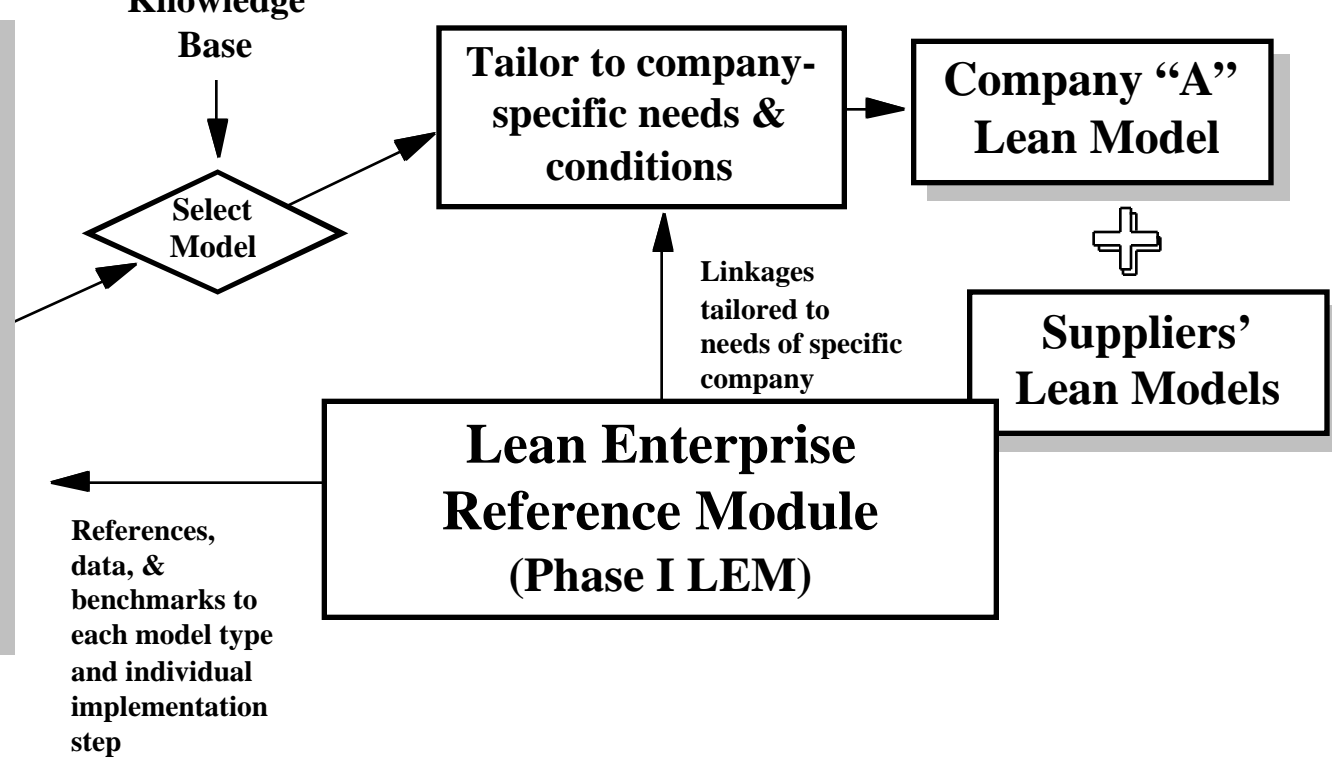 Knowledge
Base
Select
Model
Tailor to company-
specific needs &
conditions
Company “A”
Lean Model
Linkages
tailored to
needs of specific
company
Suppliers’
Lean Models
Lean Enterprise
Reference Module
(Phase I LEM)
References,
data, &
benchmarks to
each model type
and individual
implementation
step